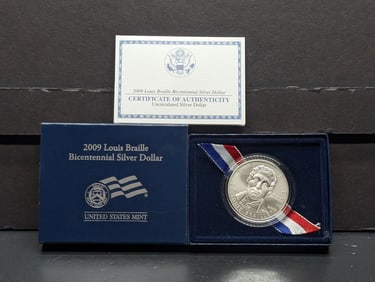 2009 Louis Braille Bicentennial Silver Dollar
CERTIFICATE OF AUTHENTICITY
Uncirculated Silver Dollar
2009 Louis Braille
Bicentennial Silver Dollar
UNITED STATES MINT